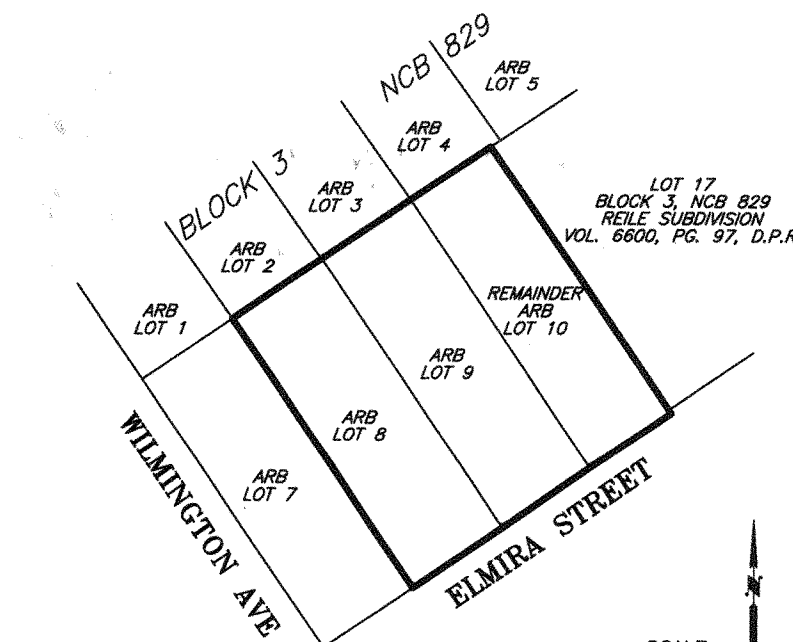 NCB 829
ARB
LOT 5
ARB
LOT 4
BLOCK 3
ARB
LOT 3
ARB
LOT 2
ARB
LOT 1
LOT 17
BLOCK 3, NCB 829
REILE SUBDIVISION
VOL. 6600, PG. 97, D.P.R
REMAINDER
ARB
LOT 10
ARB
LOT 9
ARB
LOT 8
ARB
LOT 7
WILMINGTON AVE
ELMIRA STREET
N